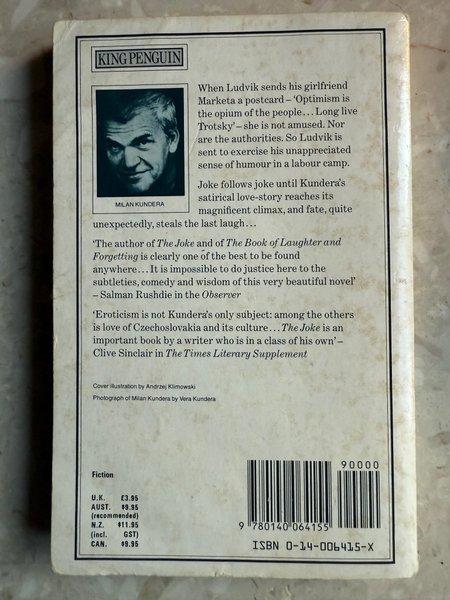 KING PENGUIN
When Ludvik sends his girlfriend
Marketa a postcard – ‘Optimism is
the opium of the people... Long live
Trotsky’ – she is not amused. Nor
are the authorities. So Ludvik is
sent to exercise his unappreciated
sense of humour in a labour camp.
MILAN KUNDERA
Joke follows joke until Kundera’s
satirical love-story reaches its
magnificent climax, and fate, quite
unexpectedly, steals the last laugh...
‘The author of The Joke and of The Book of Laughter and
Forgetting is clearly one of the best to be found
anywhere... It is impossible to do justice here to the
subtleties, comedy and wisdom of this very beautiful novel’
– Salman Rushdie in the Observer
‘Eroticism is not Kundera’s only subject: among the others
is love of Czechoslovakia and its culture... The Joke is an
important book by a writer who is in a class of his own’ –
Clive Sinclair in The Times Literary Supplement
Cover illustration by Andrzej Klimowski
Photograph of Milan Kundera by Vera Kundera
Fiction
U.K. £3.95
AUST. $9.95
(recommended)
N.Z. $11.95
(incl. GST)
CAN. $9.95
90000
9 780140 064155
ISBN 0-14-006415-X